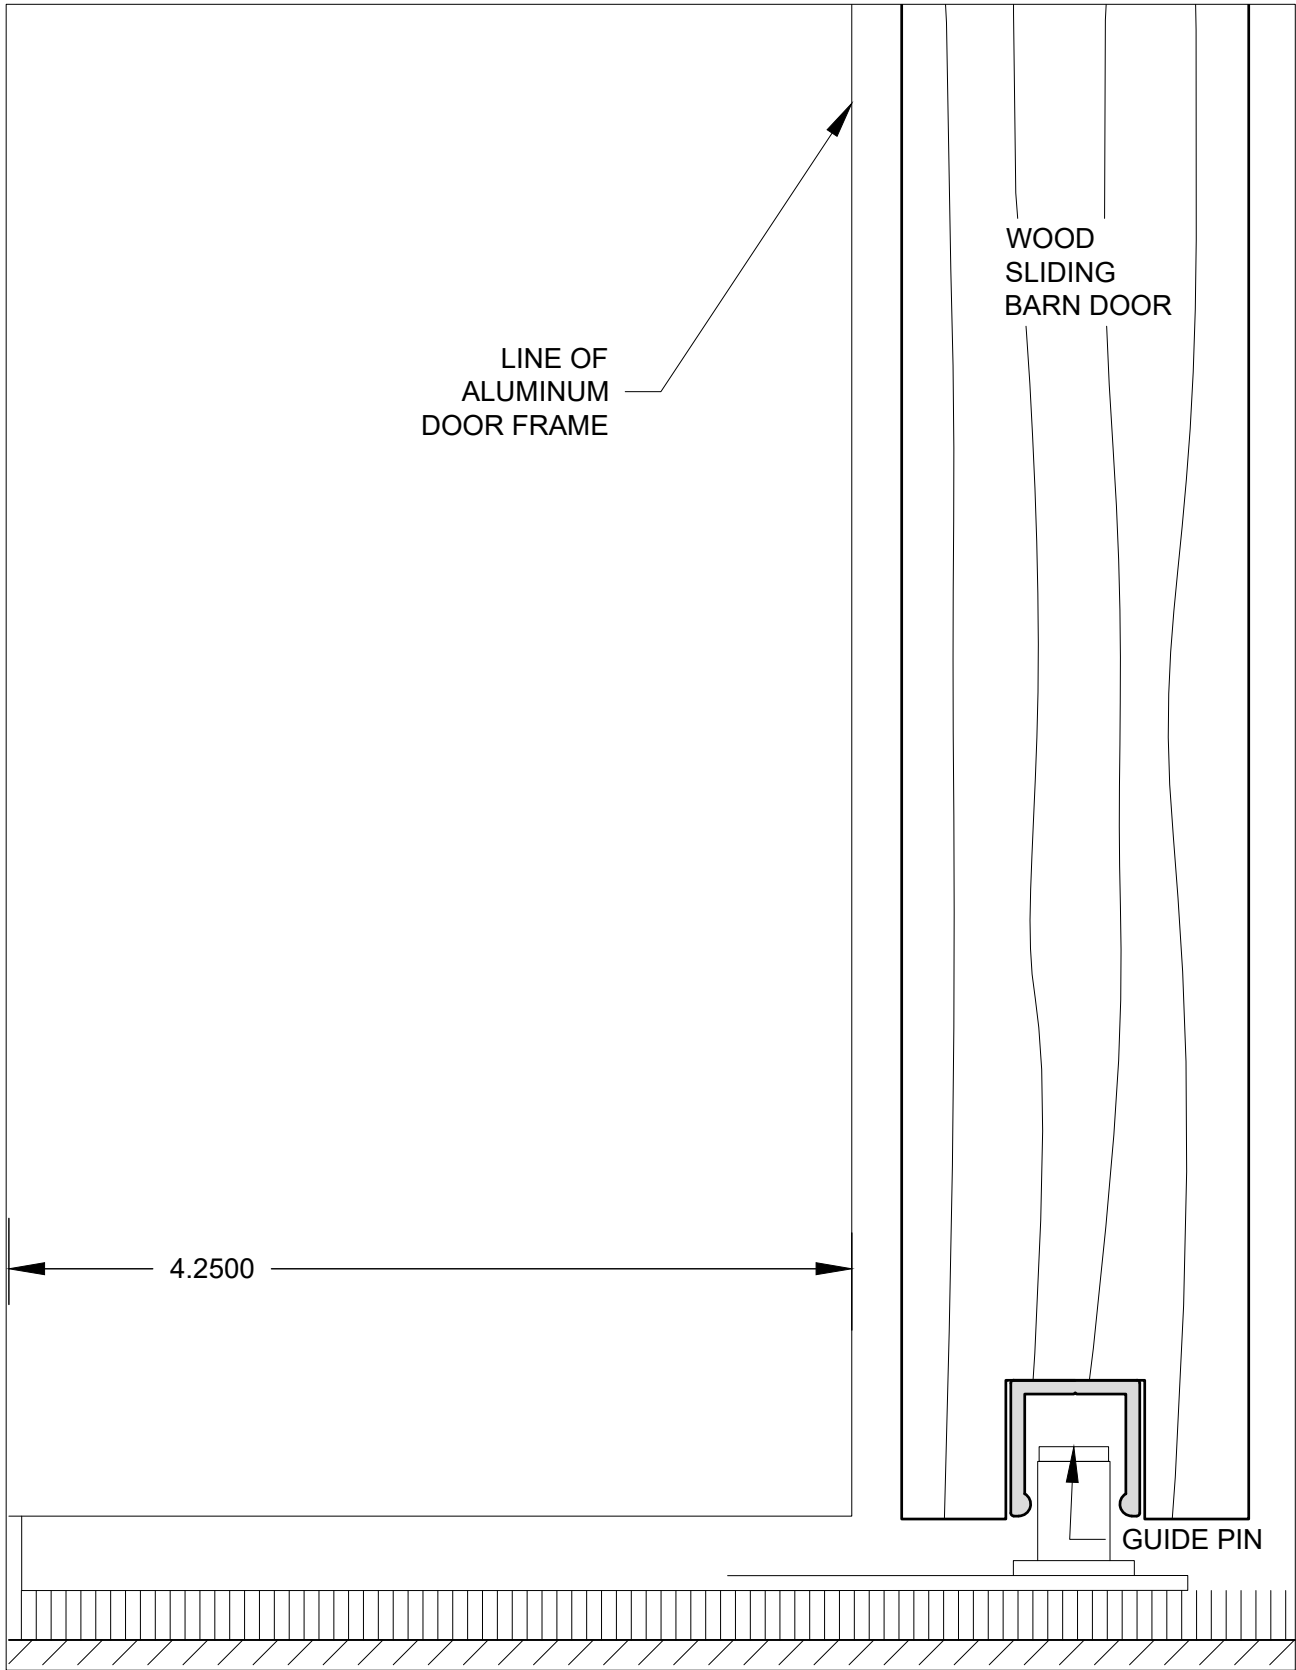 WOOD
SLIDING
BARN DOOR
LINE OF
ALUMINUM
DOOR FRAME
4.2500
GUIDE PIN